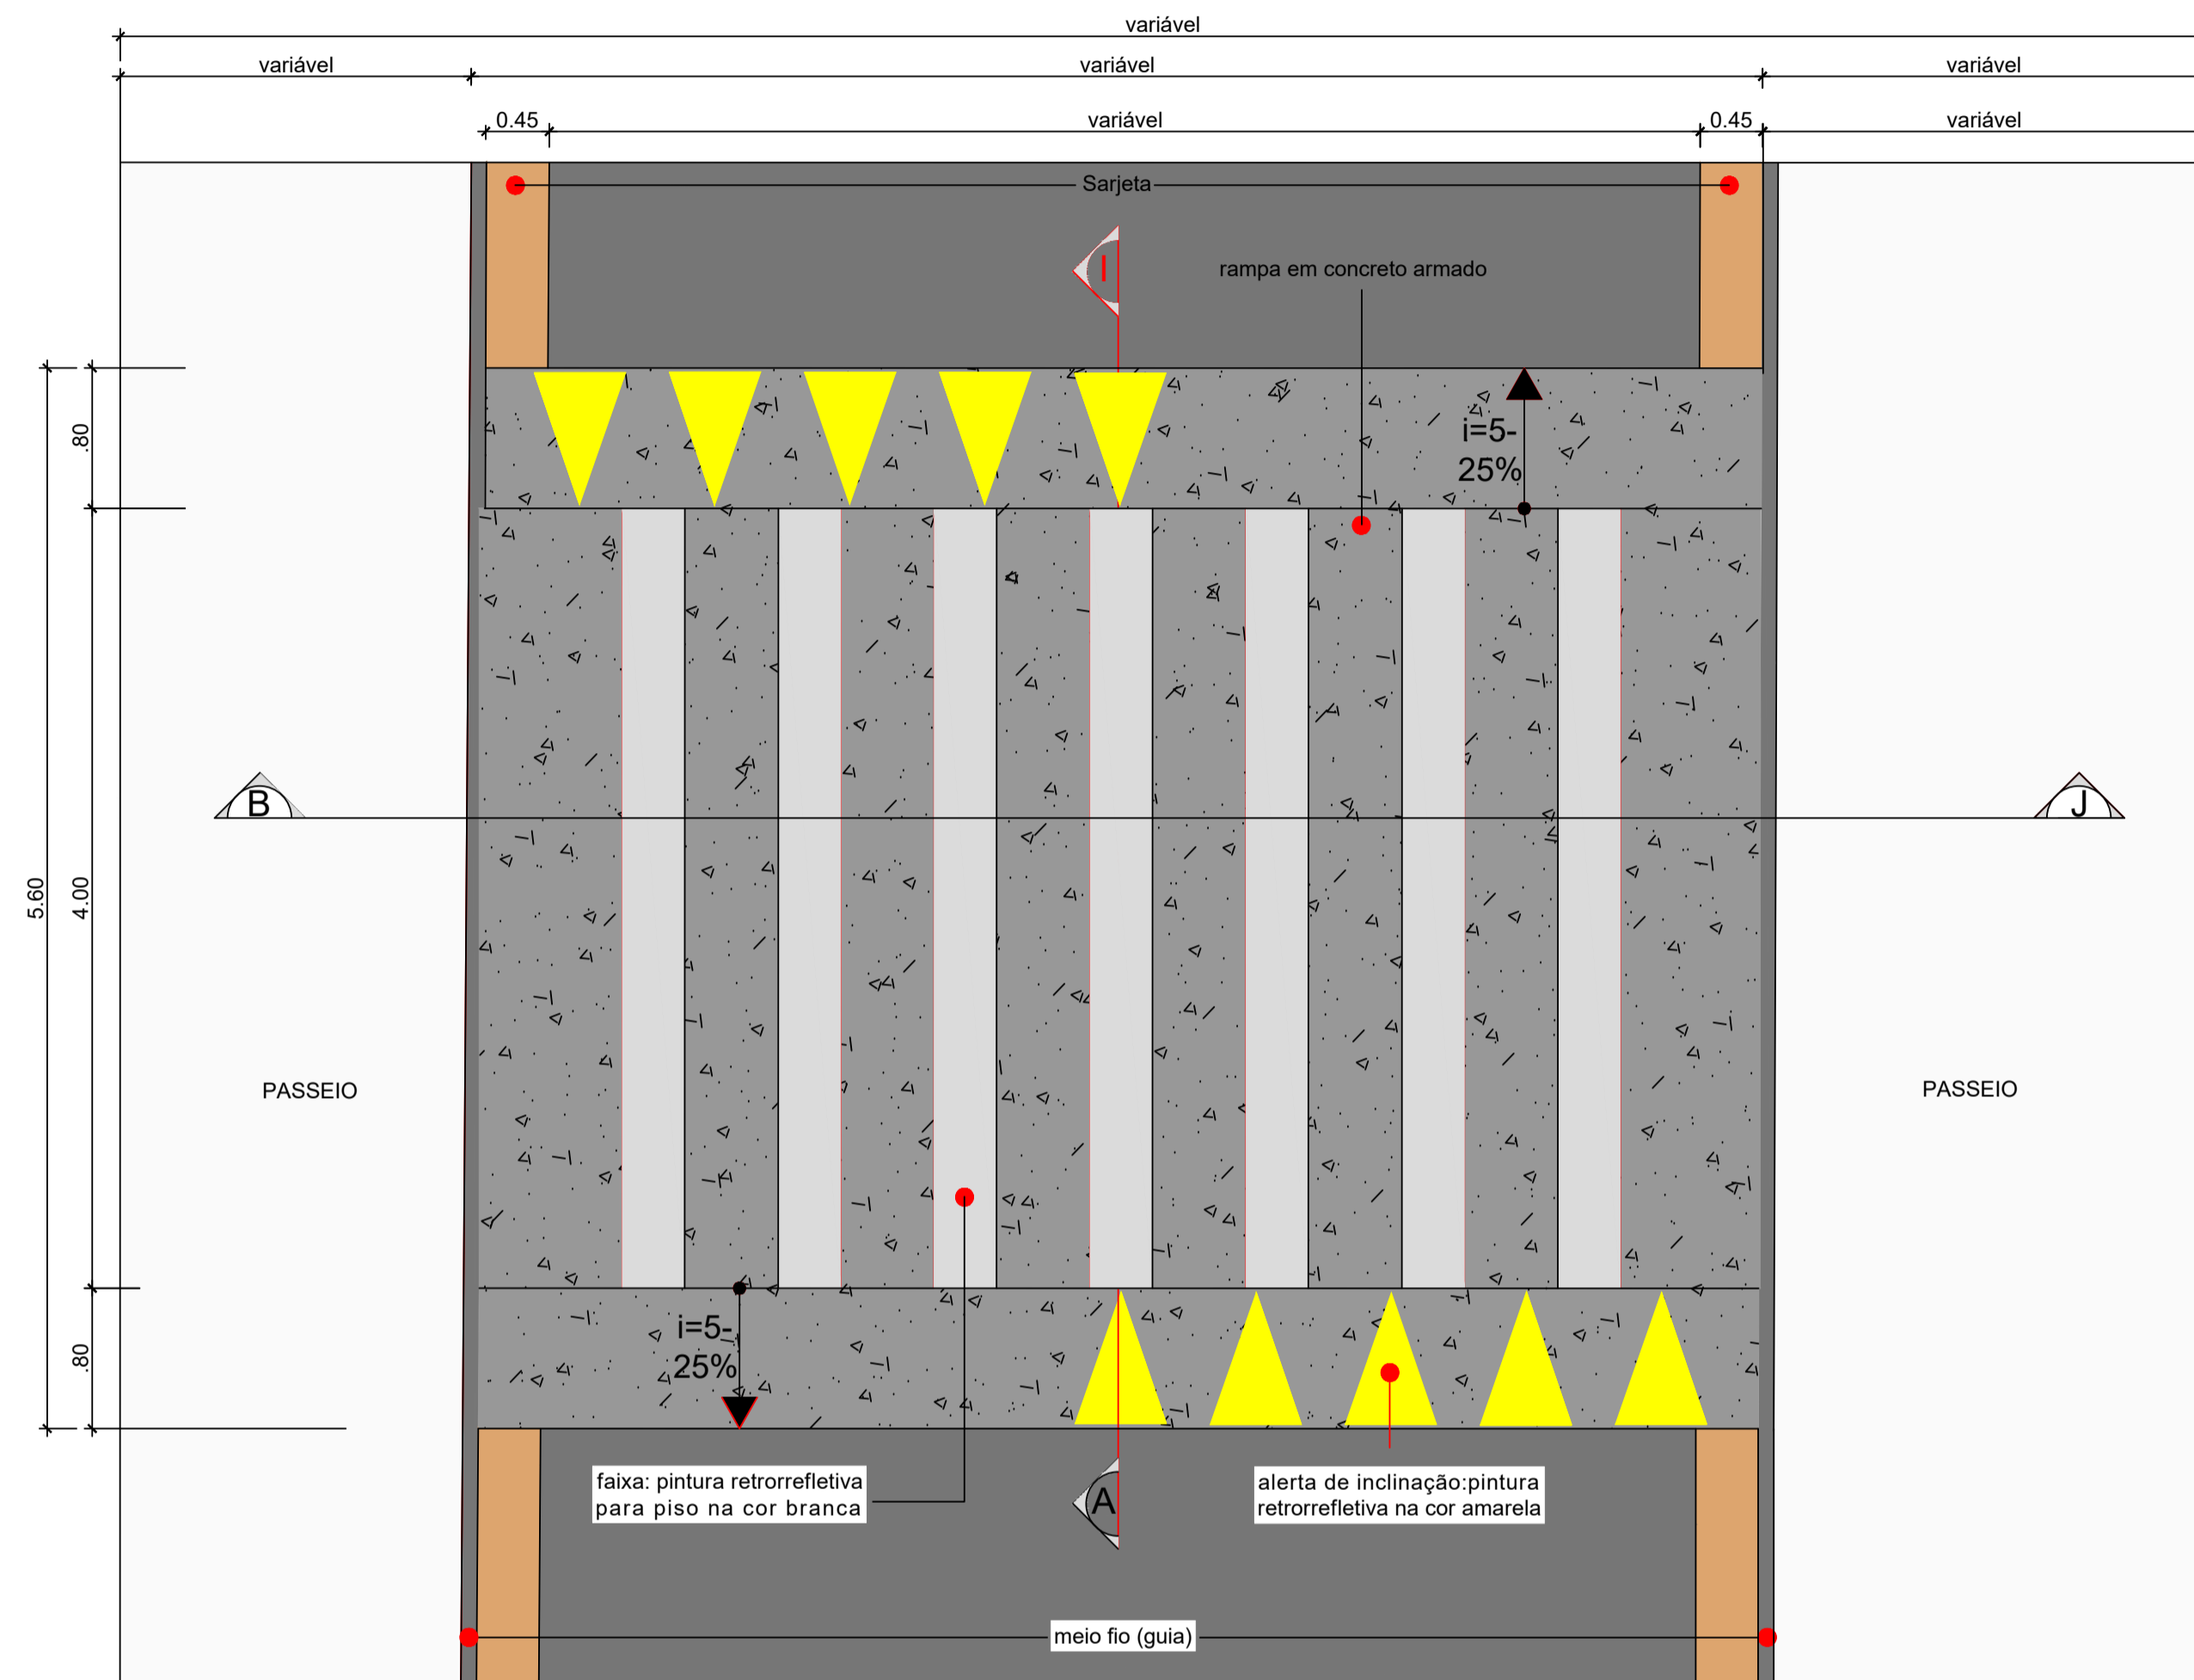 variável
variável
variável
variável
0.45
variável
0.45
variável
Sarjeta
I
rampa em concreto armado
.80
i=5-
25%
B
J
5.60
4.00
PASSEIO
PASSEIO
.80
i=5-
25%
faixa: pintura retrorrefletiva
para piso na cor branca
A
alerta de inclinação:pintura
retrorrefletiva na cor amarela
meio fio (guia)